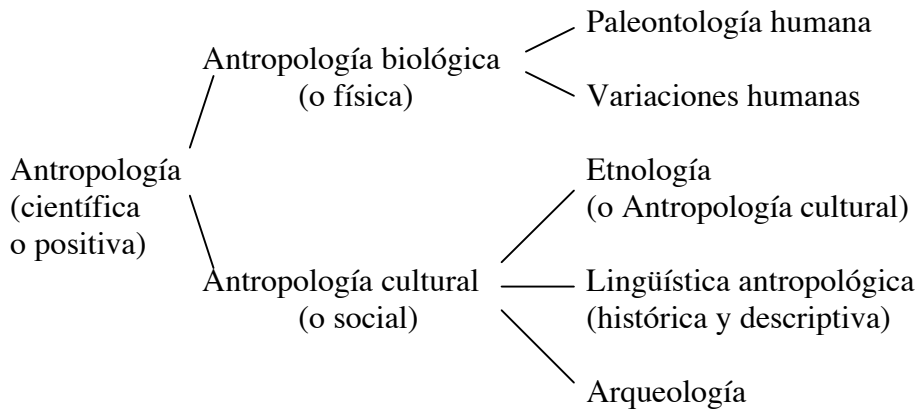 Paleontología humana
Antropología biológica
(o física)
Variaciones humanas
Antropología
(científica
o positiva)
Etnología
(o Antropología cultural)
Antropología cultural
(o social)
Lingüística antropológica
(histórica y descriptiva)
Arqueología